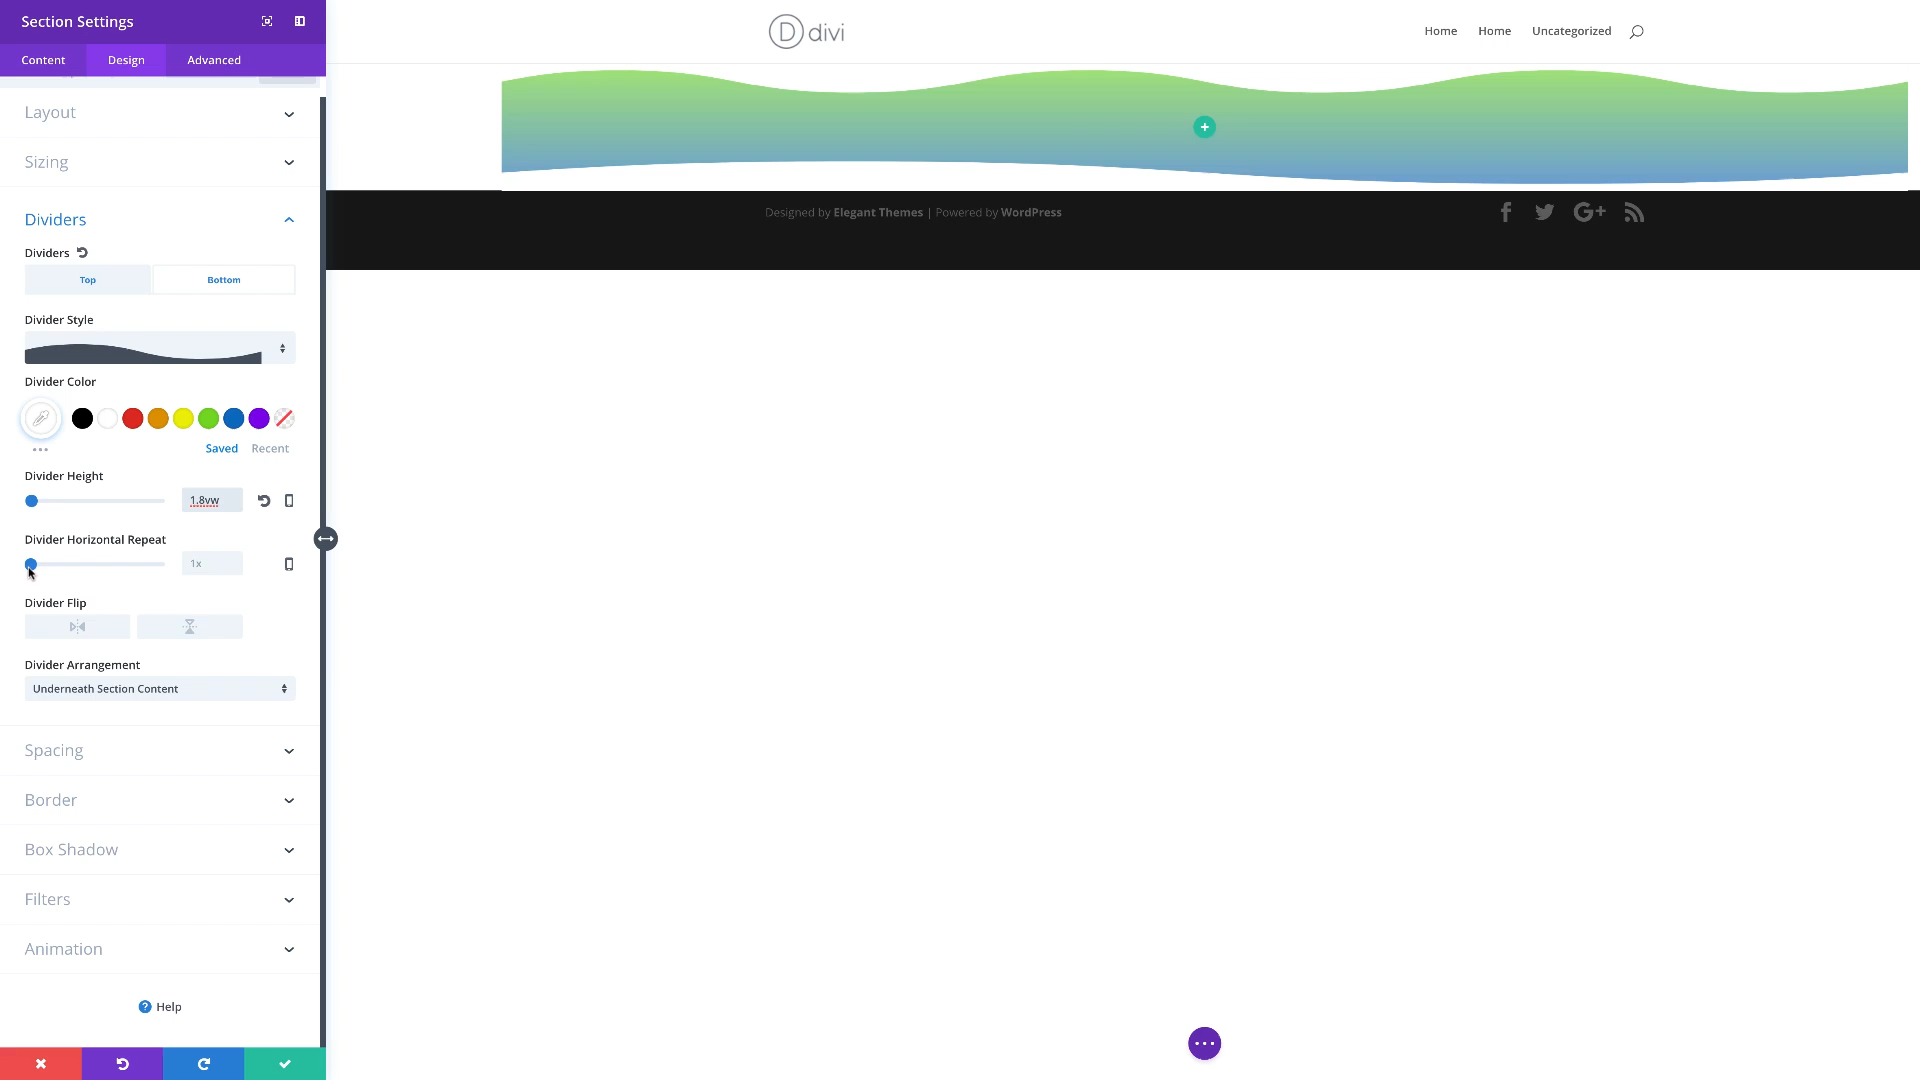 Section Settings
Content Design Advanced
Layout
Sizing
Dividers
Dividers
Top Bottom
Divider Style
Divider Color
Saved Recent
Divider Height
1.8vw
Divider Horizontal Repeat
1x
Divider Flip
Divider Arrangement
Underneath Section Content
Spacing
Border
Box Shadow
Filters
Animation
? Help
D divi
Home Home Uncategorized
Designed by Elegant Themes | Powered by WordPress
G+